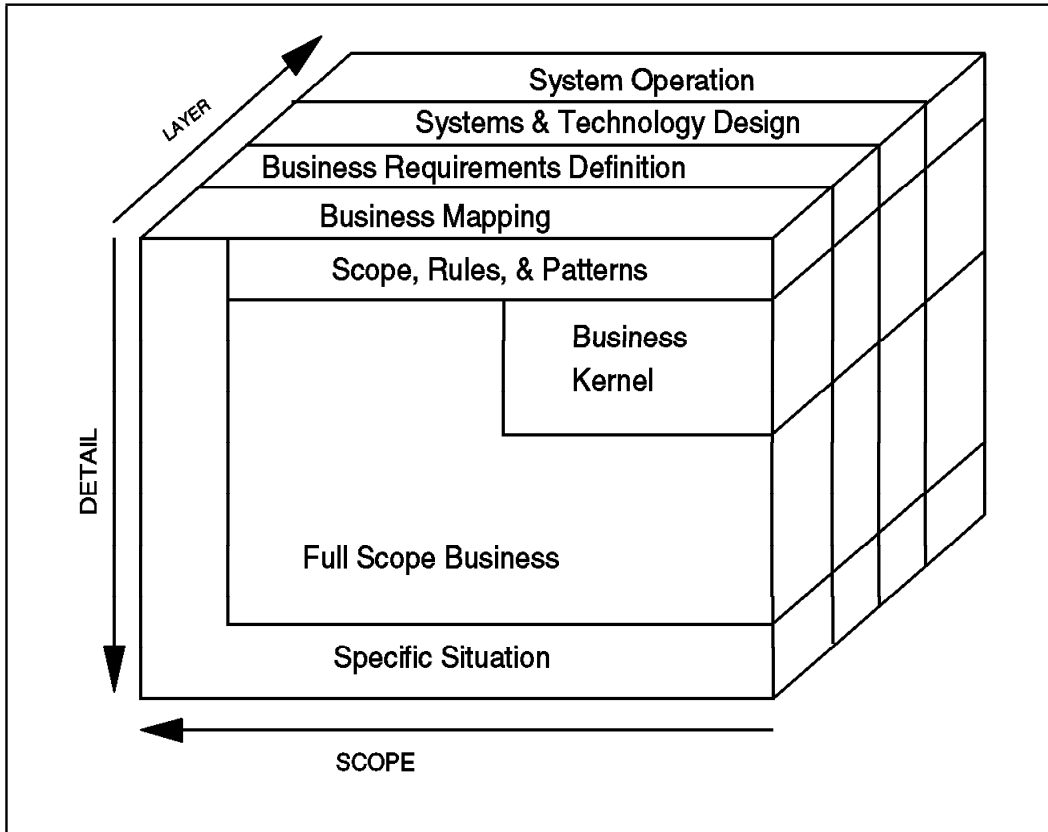 LAYER
System Operation
Systems & Technology Design
Business Requirements Definition
Business Mapping
Scope, Rules, & Patterns
Business
Kernel
DETAIL
Full Scope Business
Specific Situation
SCOPE